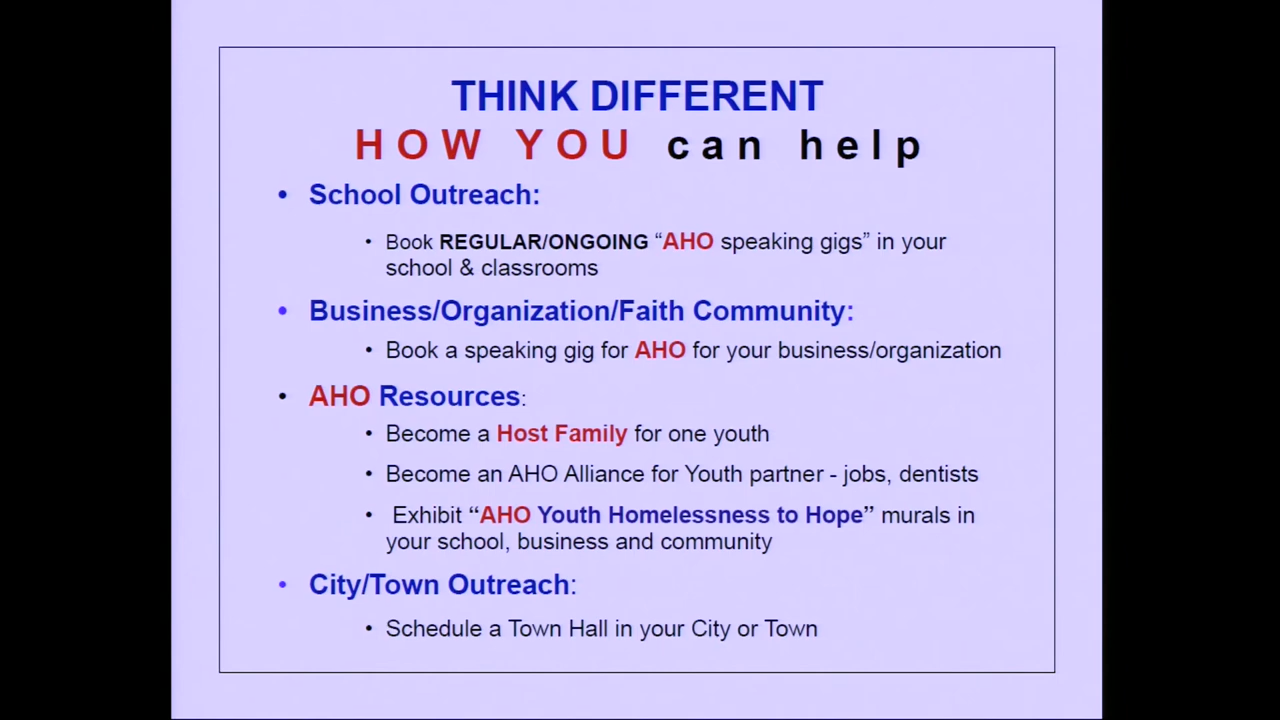 THINK DIFFERENT
HOW YOU can help
• School Outreach:
• Book REGULAR/ONGOING “AHO speaking gigs” in your
school & classrooms
• Business/Organization/Faith Community:
• Book a speaking gig for AHO for your business/organization
• AHO Resources:
• Become a Host Family for one youth
• Become an AHO Alliance for Youth partner - jobs, dentists
• Exhibit “AHO Youth Homelessness to Hope” murals in
your school, business and community
• City/Town Outreach:
• Schedule a Town Hall in your City or Town